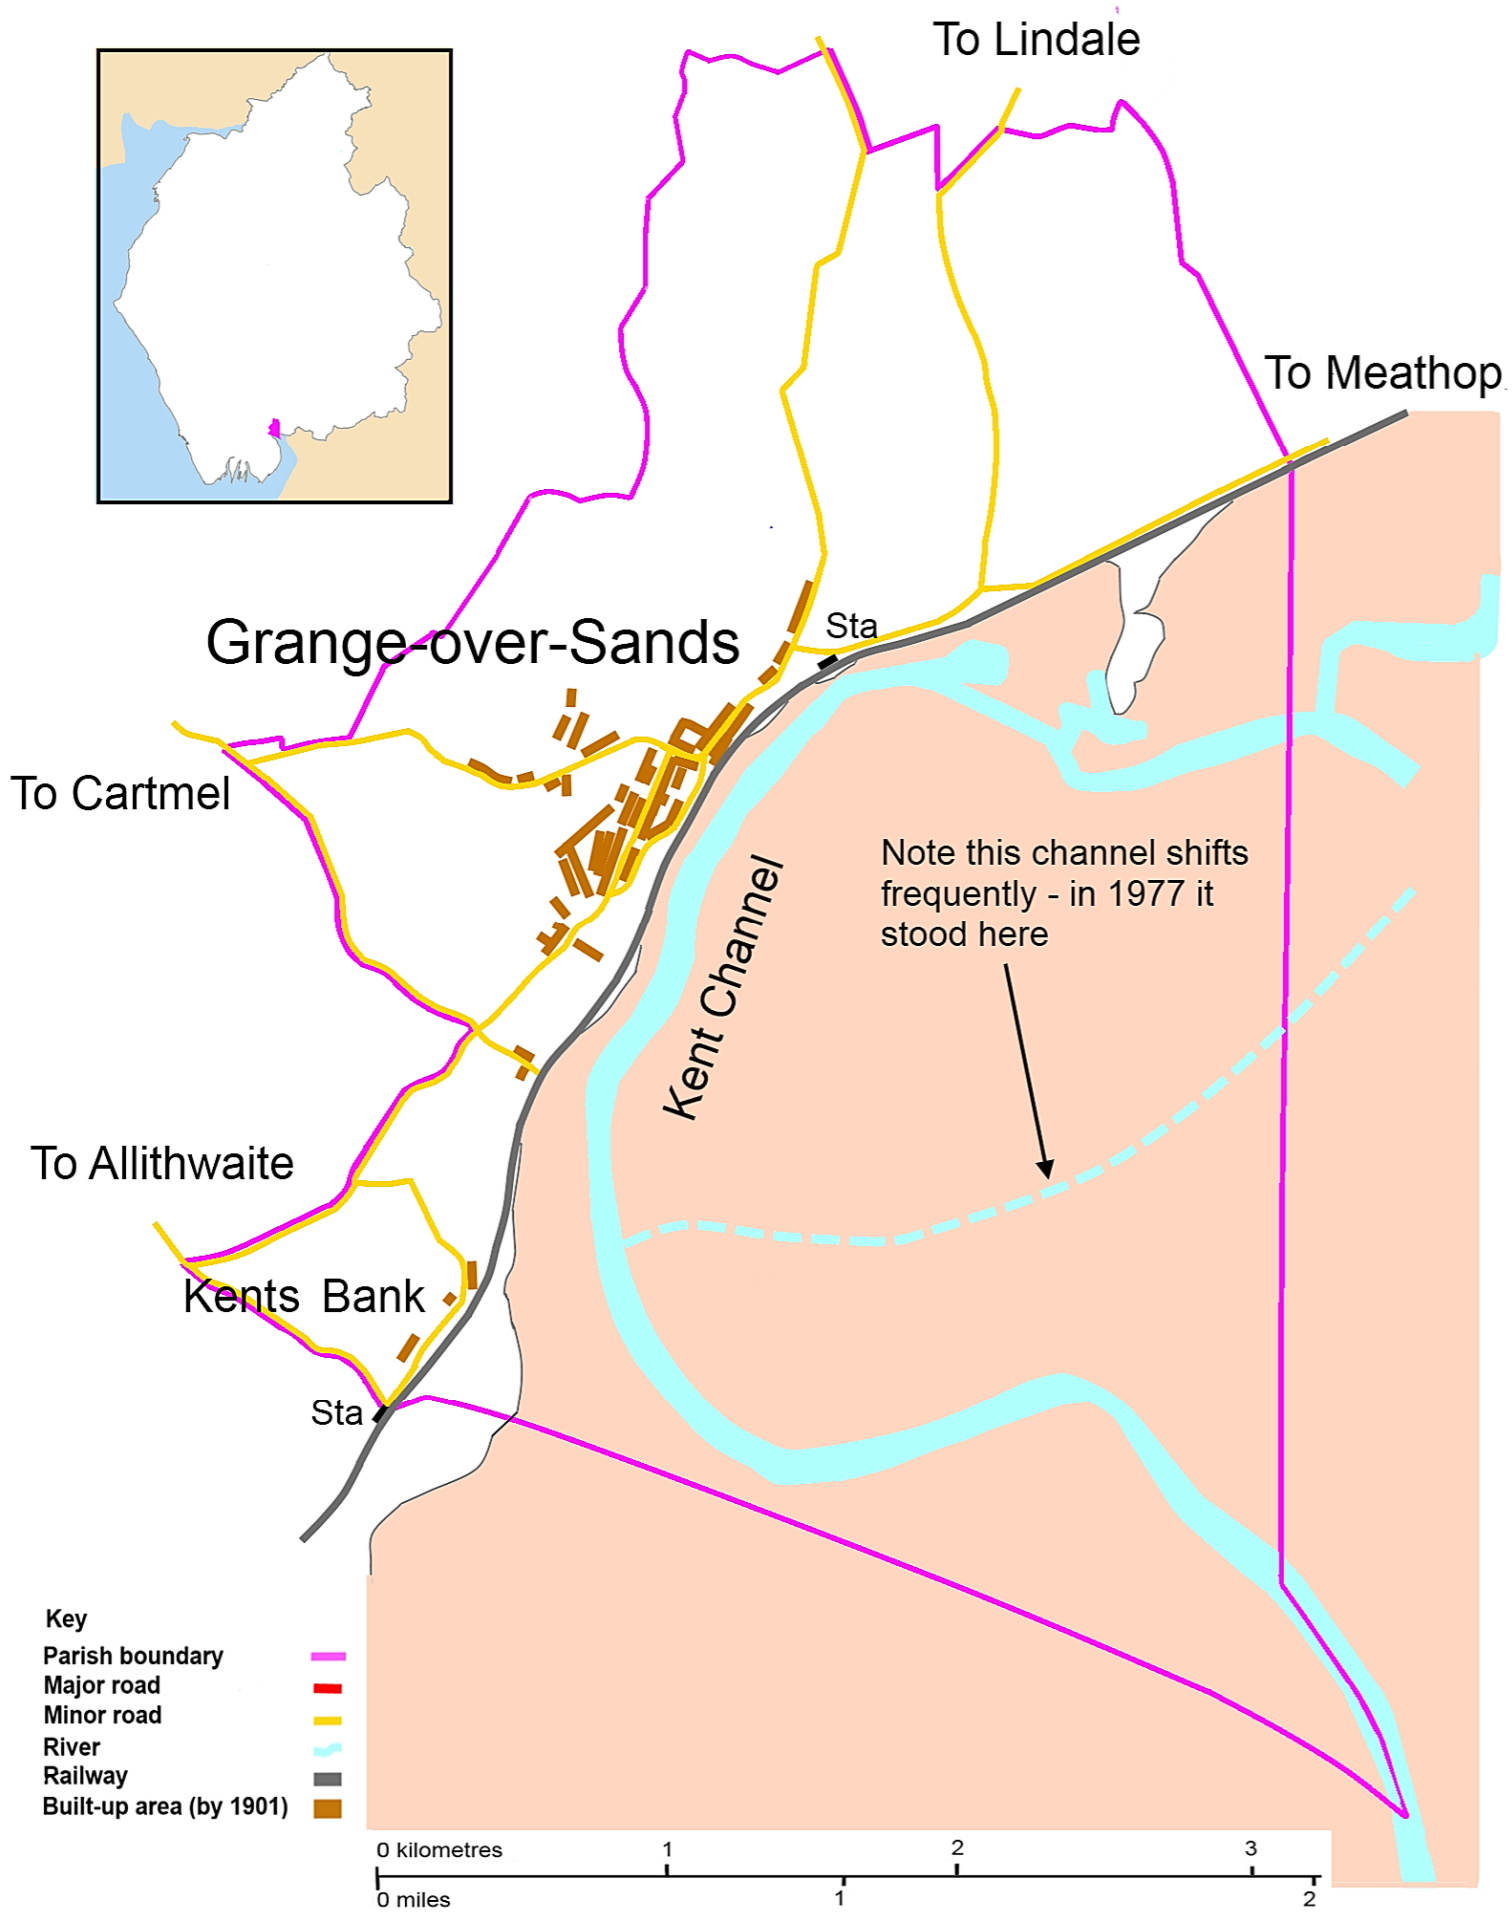 To Lindale
To Meathop
Grange-over-Sands
Sta
To Cartmel
Note this channel shifts
frequently - in 1977 it
stood here
Kent Channel
To Allithwaite
Kents Bank
Sta
Key
Parish boundary
Major road
Minor road
River
Railway
Built-up area (by 1901)
0 kilometres 1 2 3
0 miles 1 2